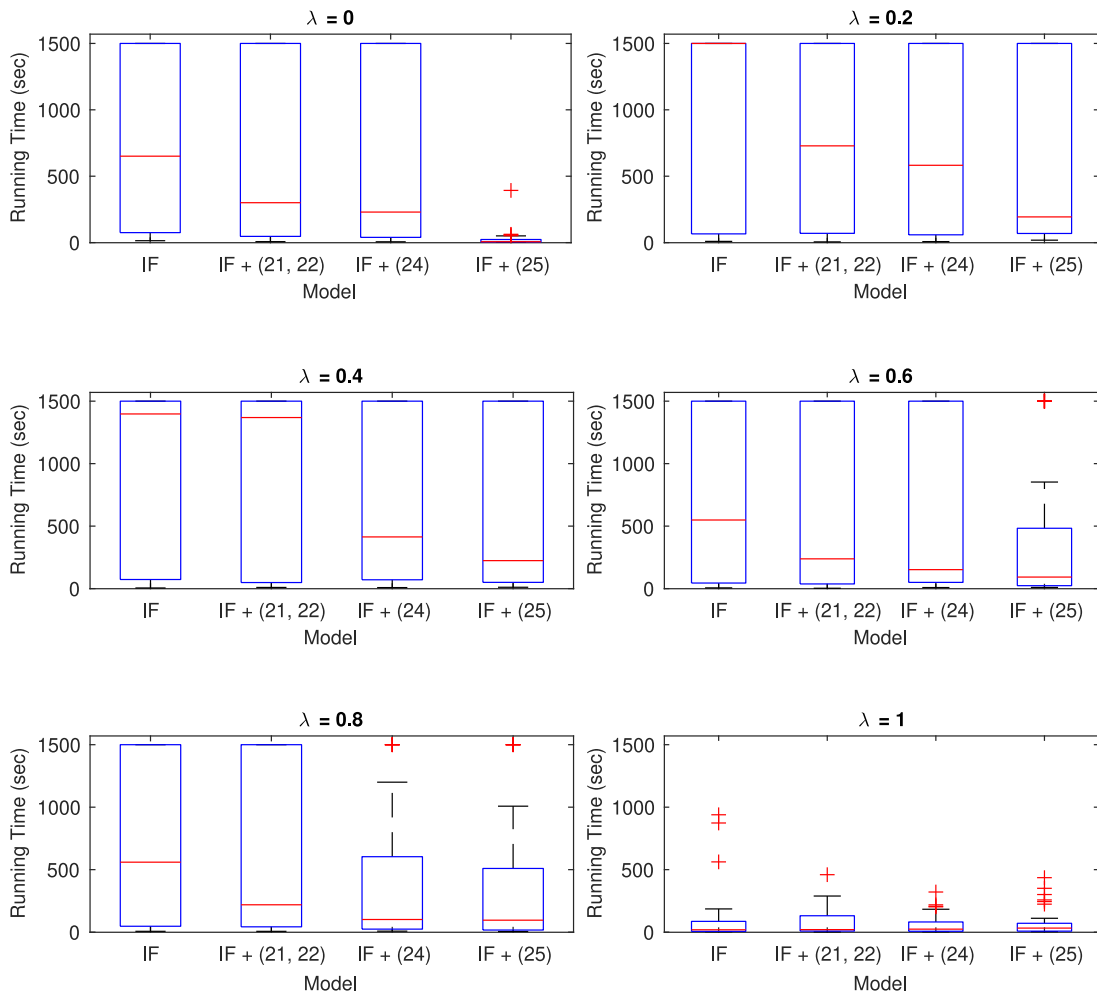 λ = 0
1500
1000
500
0
Running Time (sec)
IF
IF + (21, 22)
IF + (24)
IF + (25)
Model
λ = 0.2
1500
1000
500
0
Running Time (sec)
IF
IF + (21, 22)
IF + (24)
IF + (25)
Model
λ = 0.4
1500
1000
500
0
Running Time (sec)
IF
IF + (21, 22)
IF + (24)
IF + (25)
Model
λ = 0.6
1500
1000
500
0
Running Time (sec)
IF
IF + (21, 22)
IF + (24)
IF + (25)
Model
λ = 0.8
1500
1000
500
0
Running Time (sec)
IF
IF + (21, 22)
IF + (24)
IF + (25)
Model
λ = 1
1500
1000
500
0
Running Time (sec)
IF
IF + (21, 22)
IF + (24)
IF + (25)
Model